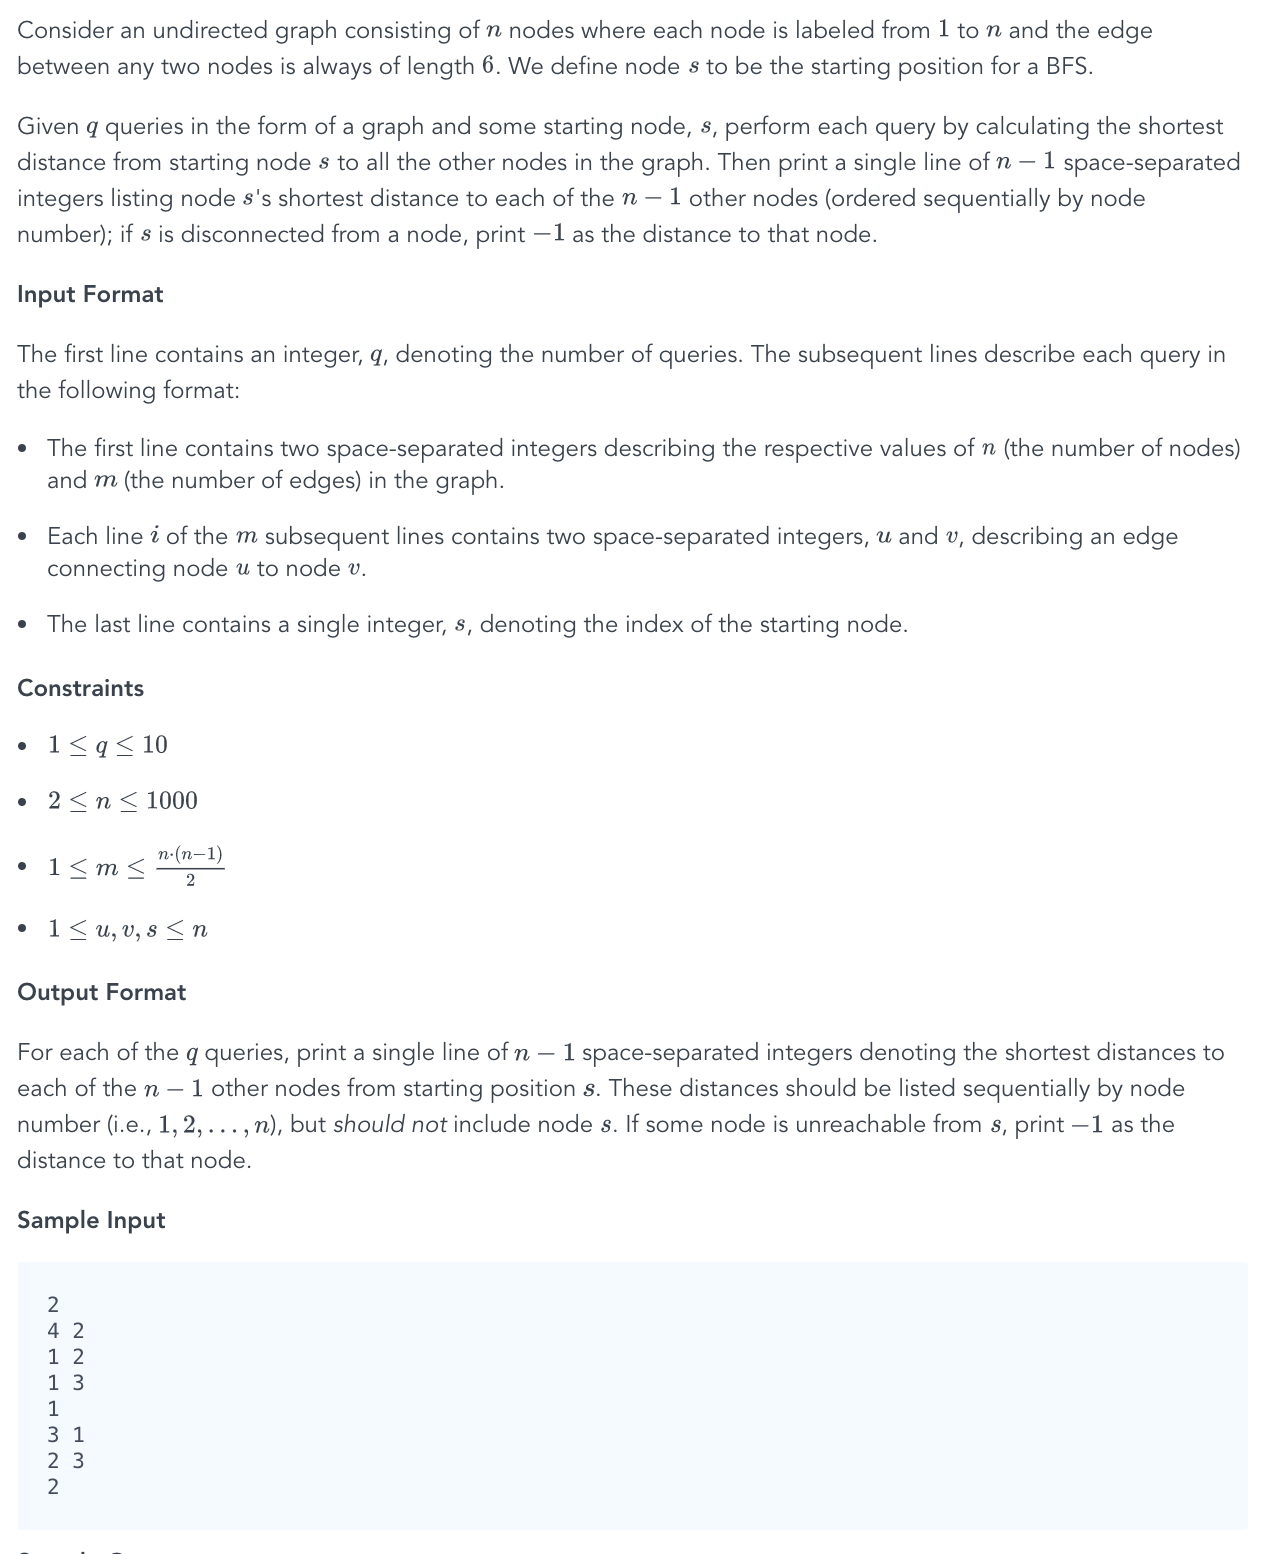 Consider an undirected graph consisting of n nodes where each node is labeled from 1 to n and the edge
between any two nodes is always of length 6. We define node s to be the starting position for a BFS.
Given q queries in the form of a graph and some starting node, s, perform each query by calculating the shortest
distance from starting node s to all the other nodes in the graph. Then print a single line of n − 1 space-separated
integers listing node s's shortest distance to each of the n − 1 other nodes (ordered sequentially by node
number); if s is disconnected from a node, print −1 as the distance to that node.
Input Format
The first line contains an integer, q, denoting the number of queries. The subsequent lines describe each query in
the following format:
• The first line contains two space-separated integers describing the respective values of n (the number of nodes)
and m (the number of edges) in the graph.
• Each line i of the m subsequent lines contains two space-separated integers, u and v, describing an edge
connecting node u to node v.
• The last line contains a single integer, s, denoting the index of the starting node.
Constraints
• 1 ≤ q ≤ 10
• 2 ≤ n ≤ 1000
• 1 ≤ m ≤ n·(n−1)/2
• 1 ≤ u, v, s ≤ n
Output Format
For each of the q queries, print a single line of n − 1 space-separated integers denoting the shortest distances to
each of the n − 1 other nodes from starting position s. These distances should be listed sequentially by node
number (i.e., 1, 2, . . . , n), but should not include node s. If some node is unreachable from s, print −1 as the
distance to that node.
Sample Input
2
4 2
1 2
1 3
1
3 1
2 3
2